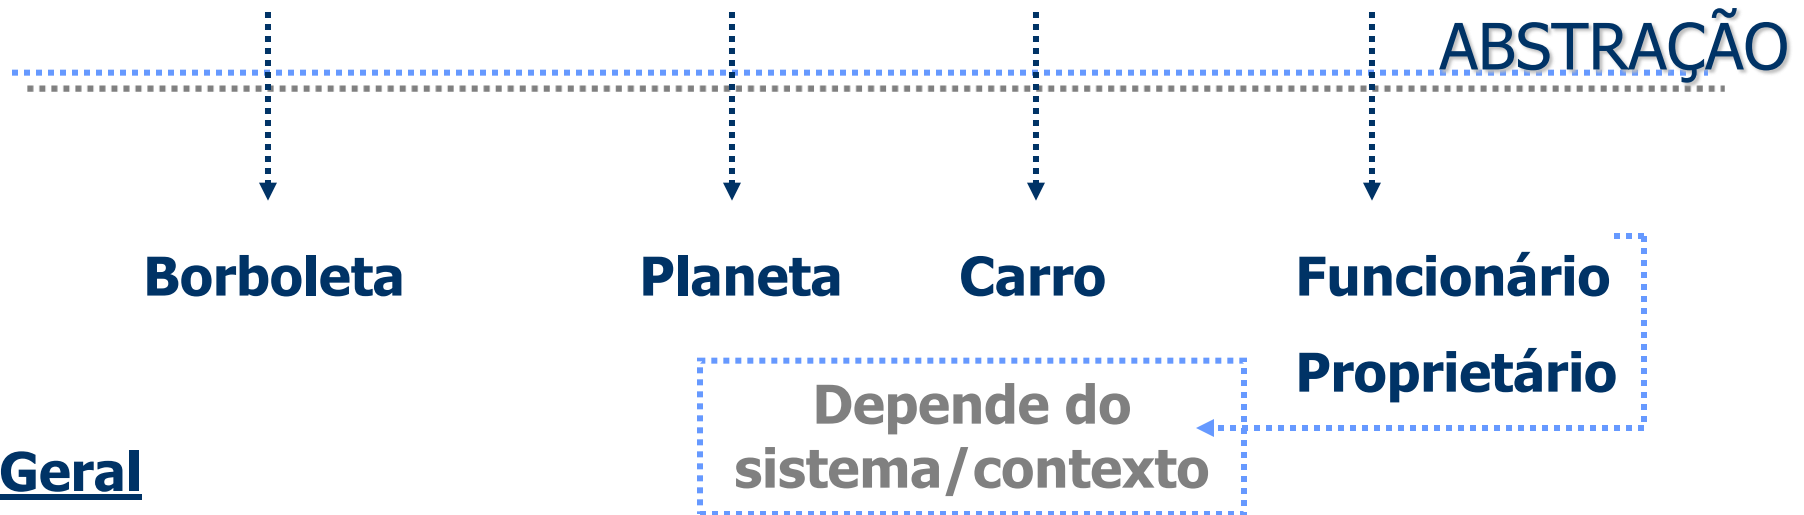 ABSTRAÇÃO
Borboleta Planeta Carro Funcionário
Proprietário
Depende do
sistema/contexto
Geral